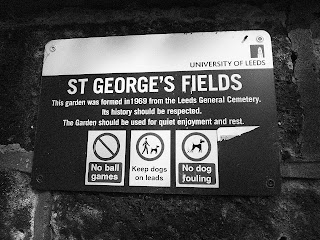 UNIVERSITY OF LEEDS
ST GEORGE'S FIELDS
This garden was formed in 1969 from the Leeds General Cemetery.
Its history should be respected.
The Garden should be used for quiet enjoyment and rest.
No ball
games
Keep dogs
on leads
No dog
fouling